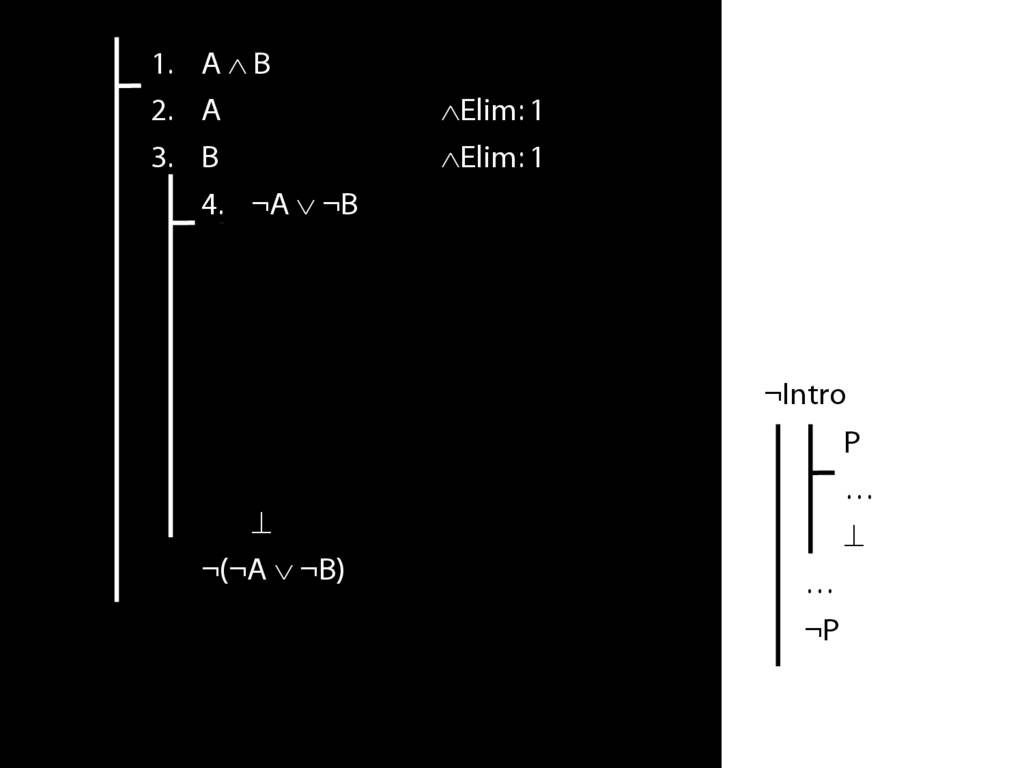 1. A ∧ B
2. A ∧Elim: 1
3. B ∧Elim: 1
4. ¬A ∨ ¬B
⊥
¬(¬A ∨ ¬B)
¬Intro
P
...
⊥
...
¬P